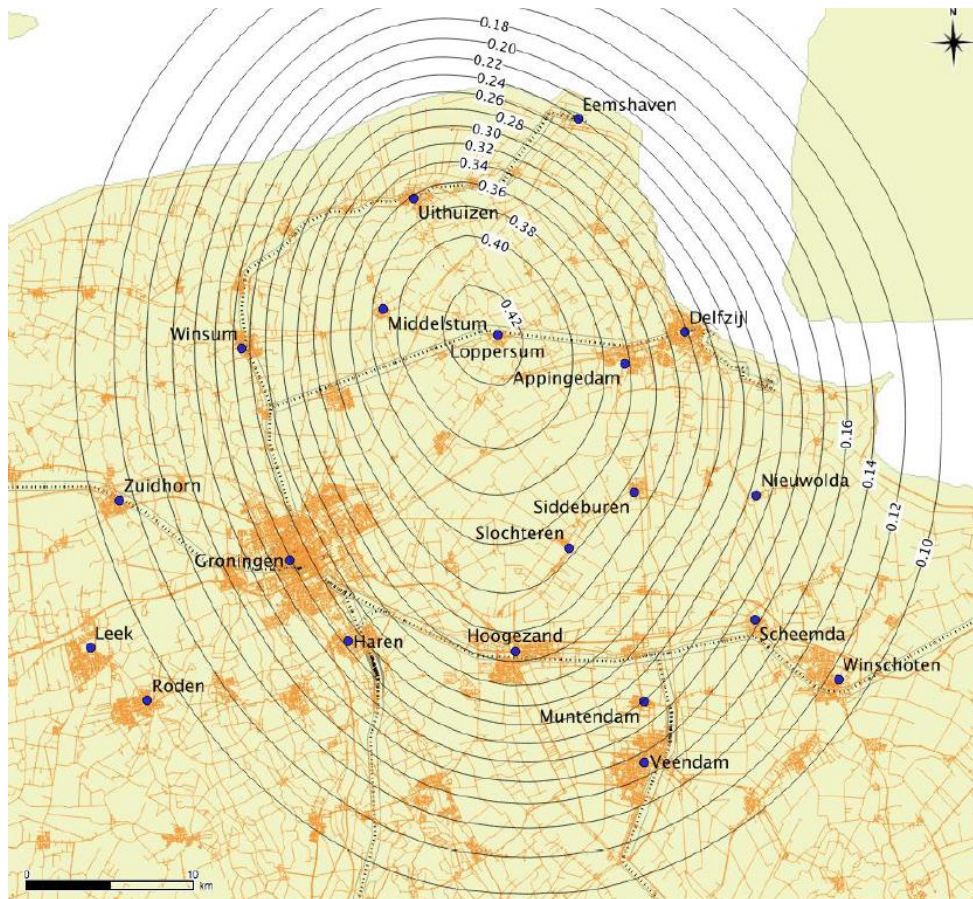 0.18
N
0.20
0.22
0.24
0.26
Eemshaven
0.28
0.30
0.32
0.34
0.36
Uithuizen
0.38
0.40
0.42
Middelstum
Delfzijl
Winsum
Loppersum
Appingedam
0.16
0.14
Zuidhorn
Nieuwolda
Siddeburen
0.12
Slochteren
0.10
Groningen
Leek
Haren
Hoogezand
Scheemda
Winschoten
Roden
Muntendam
Veendam
0 10
km